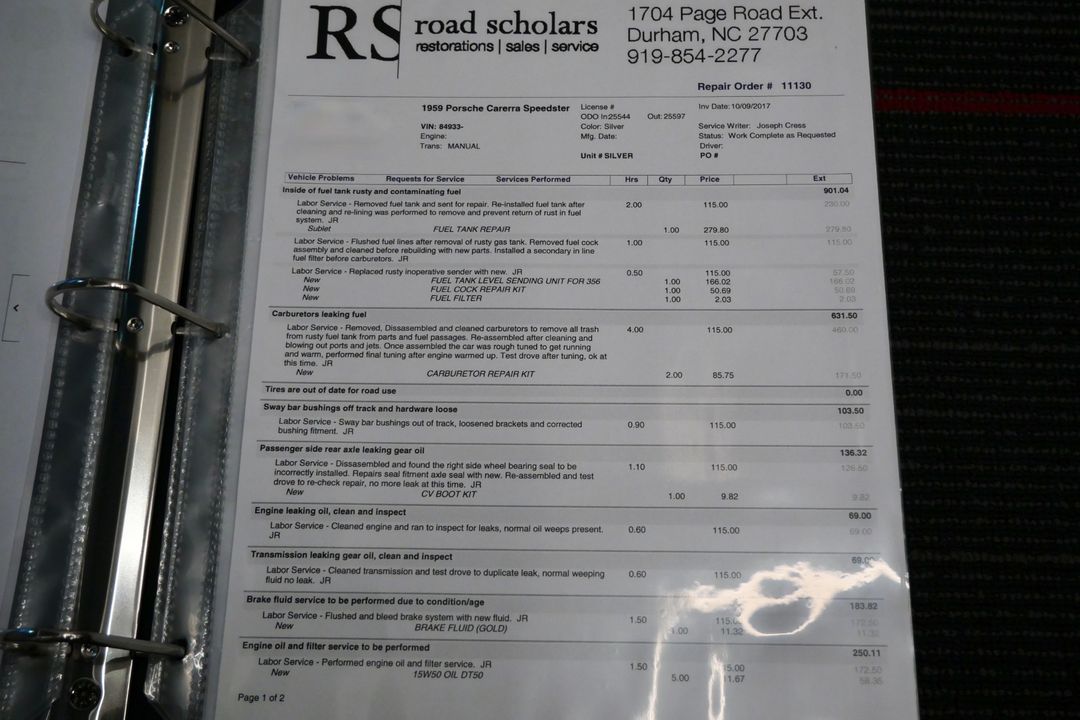 RS road scholars
restorations | sales | service
1704 Page Road Ext.
Durham, NC 27703
919-854-2277
Repair Order # 11130
1959 Porsche Carerra Speedster
License #
Inv Date: 10/09/2017
ODO In:25544 Out: 25597
VIN: 84933-
Color: Silver
Service Writer: Joseph Cress
Engine:
Mfg. Date:
Status: Work Complete as Requested
Trans: MANUAL
Driver:
Unit # SILVER
PO #
Vehicle Problems Requests for Service Services Performed Hrs Qty Price Ext
Inside of fuel tank rusty and contaminating fuel 901.04
Labor Service - Removed fuel tank and sent for repair. Re-installed fuel tank after 2.00 115.00 230.00
cleaning and re-lining was performed to remove and prevent return of rust in fuel
system. JR
Sublet FUEL TANK REPAIR 1.00 279.80 279.80
Labor Service - Flushed fuel lines after removal of rusty gas tank. Removed fuel cock 1.00 115.00 115.00
assembly and cleaned before rebuilding with new parts. Installed a secondary in line
fuel filter before carburetors. JR
Labor Service - Replaced rusty inoperative sender with new. JR 0.50 115.00 57.50
New FUEL TANK LEVEL SENDING UNIT FOR 356 1.00 166.02 166.02
New FUEL COCK REPAIR KIT 1.00 50.69 50.69
New FUEL FILTER 1.00 2.03 2.03
Carburetors leaking fuel 631.50
Labor Service - Removed, Dissasembled and cleaned carburetors to remove all trash 4.00 115.00 460.00
from rusty fuel tank from parts and fuel passages. Re-assembled after cleaning and
blowing out ports and jets. Once assembled the car was rough tuned to get running
and warm, performed final tuning after engine warmed up. Test drove after tuning, ok at
this time. JR
New CARBURETOR REPAIR KIT 2.00 85.75 171.50
Tires are out of date for road use 0.00
Sway bar bushings off track and hardware loose 103.50
Labor Service - Sway bar bushings out of track, loosened brackets and corrected 0.90 115.00 103.50
bushing fitment. JR
Passenger side rear axle leaking gear oil 136.32
Labor Service - Dissasembled and found the right side wheel bearing seal to be 1.10 115.00 126.50
incorrectly installed. Repairs seal fitment axle seal with new. Re-assembled and test
drove to re-check repair, no more leak at this time. JR
New CV BOOT KIT 1.00 9.82 9.82
Engine leaking oil, clean and inspect 69.00
Labor Service - Cleaned engine and ran to inspect for leaks, normal oil weeps present. 0.60 115.00 69.00
JR
Transmission leaking gear oil, clean and inspect 69.00
Labor Service - Cleaned transmission and test drove to duplicate leak, normal weeping 0.60 115.00
fluid no leak. JR
Brake fluid service to be performed due to condition/age 183.82
Labor Service - Flushed and bleed brake system with new fluid. JR 1.50 115.0 172.50
New BRAKE FLUID (GOLD) 1.00 11.32 11.32
Engine oil and filter service to be performed 250.11
Labor Service - Performed engine oil and filter service. JR 1.50 5.00 172.50
New 15W50 OIL DT50 5.00 11.67 58.35
Page 1 of 2